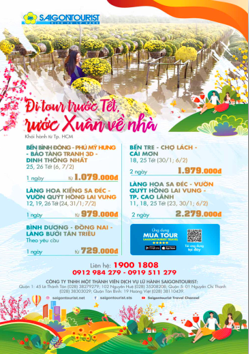 SAIGONTOURIST
Đi tour trước Tết,
rước Xuân về nhà
Khởi hành từ Tp. HCM
BẾN BÌNH ĐÔNG - PHÚ MỸ HƯNG
- BẢO TÀNG TRANH 3D -
DINH THỐNG NHẤT
25, 26 Tết (6, 7/2)
1 ngày từ 1.079.000đ
LÀNG HOA KIỂNG SA ĐÉC -
VƯỜN QUÝT HỒNG LAI VUNG
12, 19, 26 Tết (24, 31/1; 7/2)
1 ngày từ 979.000đ
BÌNH DƯƠNG - ĐỒNG NAI -
LÀNG BƯỞI TÂN TRIỀU
Theo yêu cầu
1 ngày từ 729.000đ
BẾN TRE - CHỢ LÁCH -
CÁI MƠN
18, 25 Tết (30/1; 6/2)
2 ngày 1.979.000đ
LÀNG HOA SA ĐÉC - VƯỜN
QUÝT HỒNG LAI VUNG -
TP. CAO LÃNH
11, 18, 25 Tết (23, 30/1; 6/2)
2 ngày 2.279.000đ
MUA TOUR
Liên hệ: 1900 1808
0912 984 279 - 0919 511 279
CÔNG TY TNHH MỘT THÀNH VIÊN DỊCH VỤ LỮ HÀNH SAIGONTOURIST:
saigontourist.net
Saigontourist Travel Channel